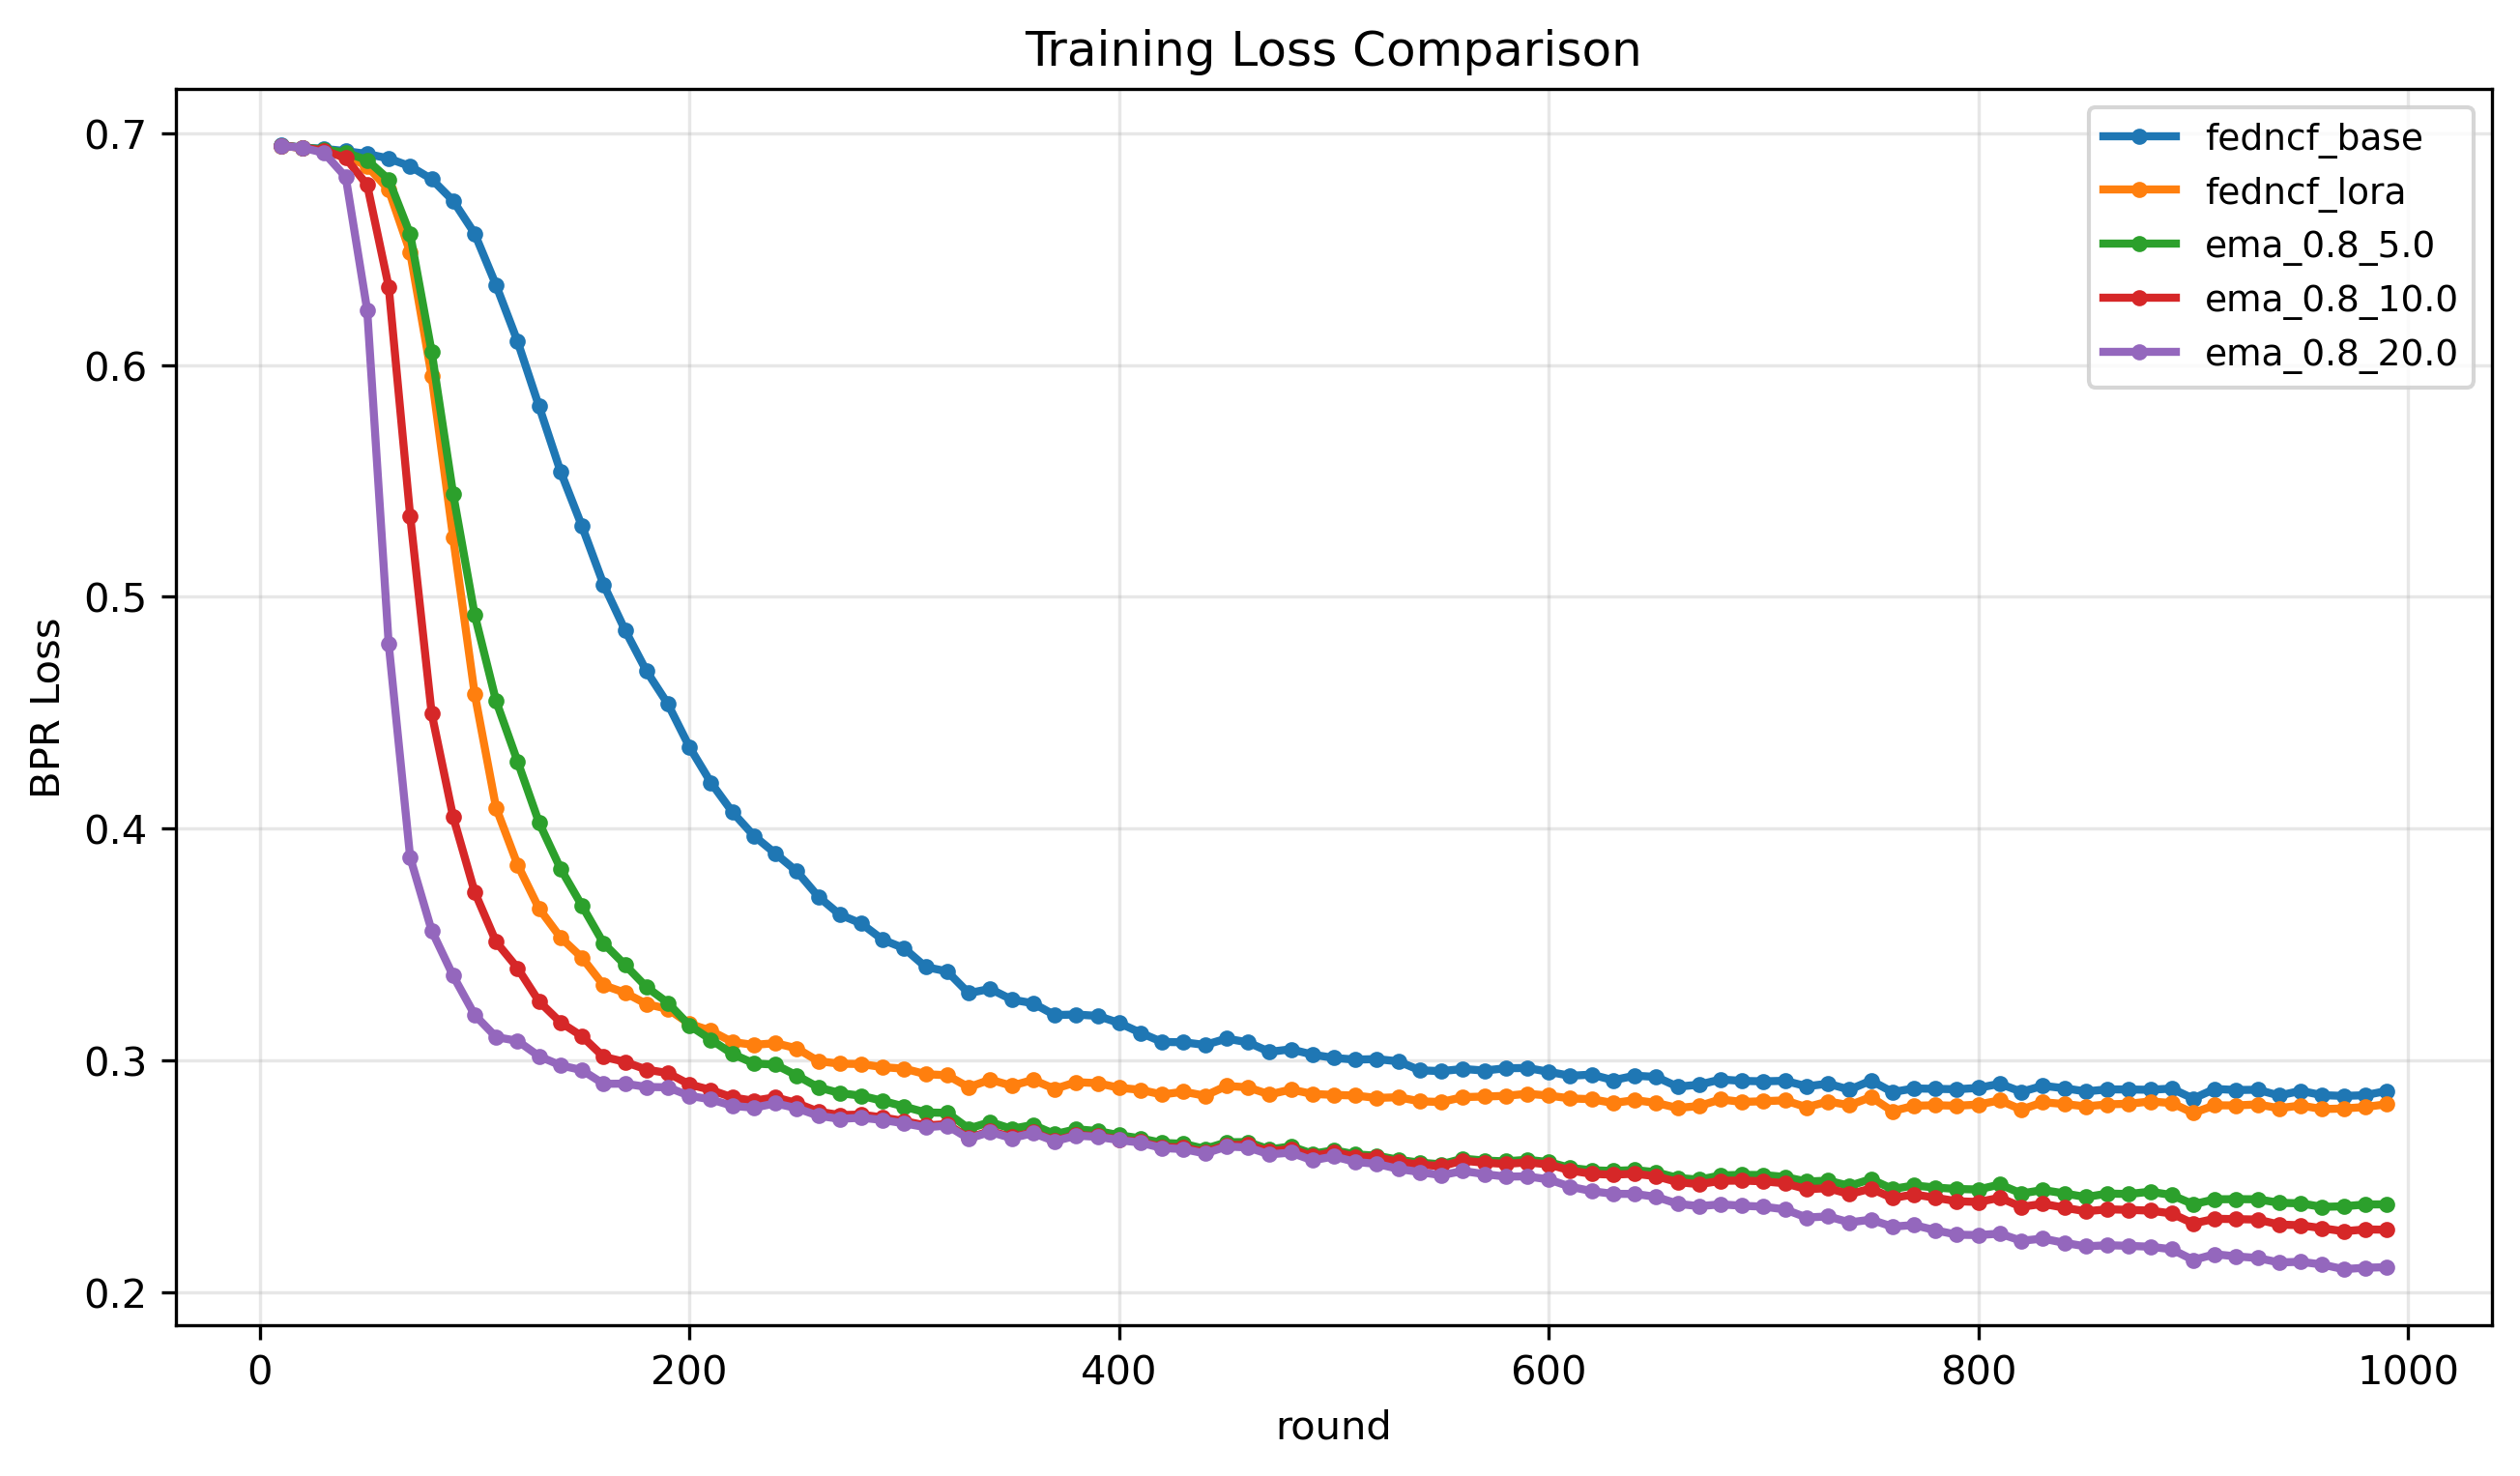 Training Loss Comparison
fedncf_base
fedncf_lora
ema_0.8_5.0
ema_0.8_10.0
ema_0.8_20.0
BPR Loss
0.7
0.6
0.5
0.4
0.3
0.2
0 200 400 600 800 1000
round